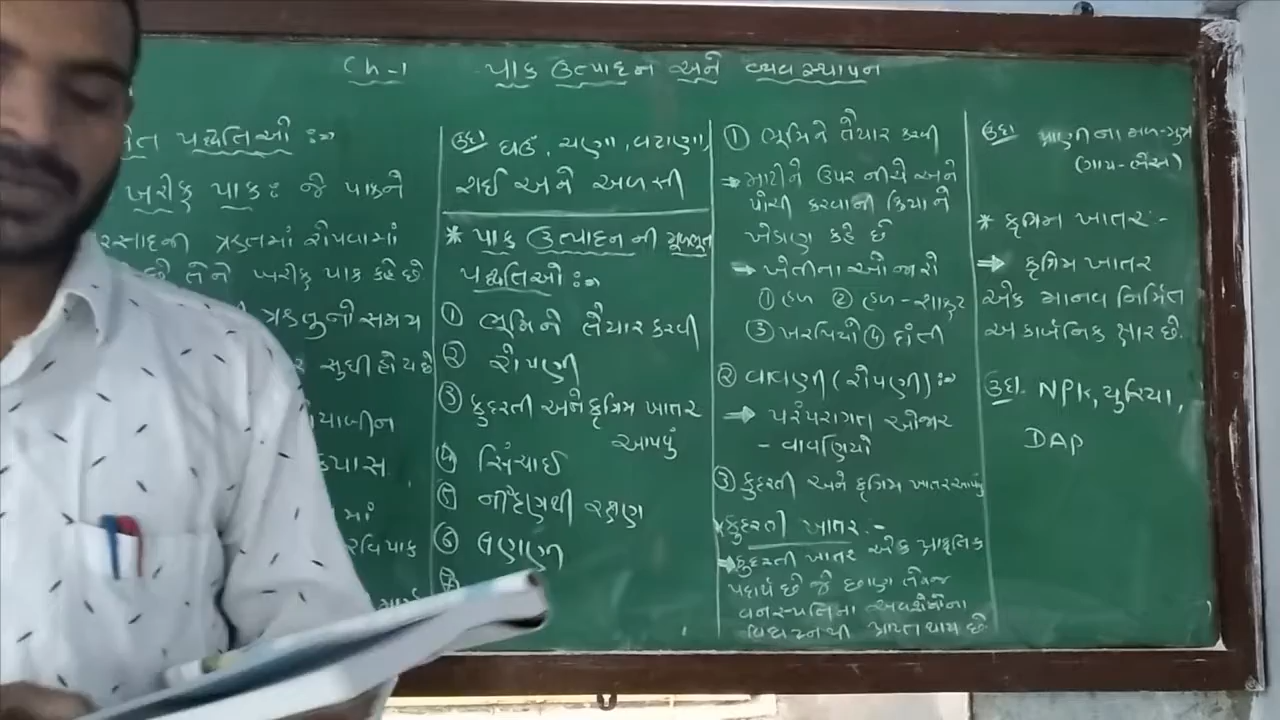 Ch-1 પાક ઉત્પાદન અને વ્યવસ્થાપન
પદ્ધતિઓ :-
ખરીફ પાક : જે પાકને
ઋતુમાં રોપવામાં
છે તેને ખરીફ પાક કહે છે
સમય
સુધી હોય છે
કપાસ
માં
રવિ પાક
ઉદા ઘઉં, ચણા, વટાણા,
રાઈ અને અળસી
* પાક ઉત્પાદન ની મૂળભૂત
પદ્ધતિઓ :-
① ભૂમિને તૈયાર કરવી
② રોપણી
③ કુદરતી અને કૃત્રિમ ખાતર
આપવું
④ સિંચાઈ
⑤ નીંદણથી રક્ષણ
⑥ લણણી
⑦
① ભૂમિને તૈયાર કરવી
⇒ માટીને ઉપર નીચે અને
પોચી કરવાની ક્રિયાને
ખેડાણ કહે છે
⇒ ખેતીના ઓજારો
① હળ ② હળ-શાફ્ટ
③ ખરપિયો ④ દાંતી
② વાવણી (રોપણી) :-
⇒ પરંપરાગત ઓજાર
- વાવણિયો
③ કુદરતી અને કૃત્રિમ ખાતર આપવું
* કુદરતી ખાતર :-
⇒ કુદરતી ખાતર એક પ્રાકૃતિક
પદાર્થ છે જે છાણ તેમજ
વનસ્પતિના અવશેષોના
વિઘટનથી પ્રાપ્ત થાય છે.
ઉદા પ્રાણીના મળ-મુત્ર
(ગાય-ભેંસ)
* કૃત્રિમ ખાતર :-
⇒ કૃત્રિમ ખાતર
એક માનવ નિર્મિત
અકાર્બનિક ક્ષાર છે.
ઉદા. NPK, યુરિયા,
DAP